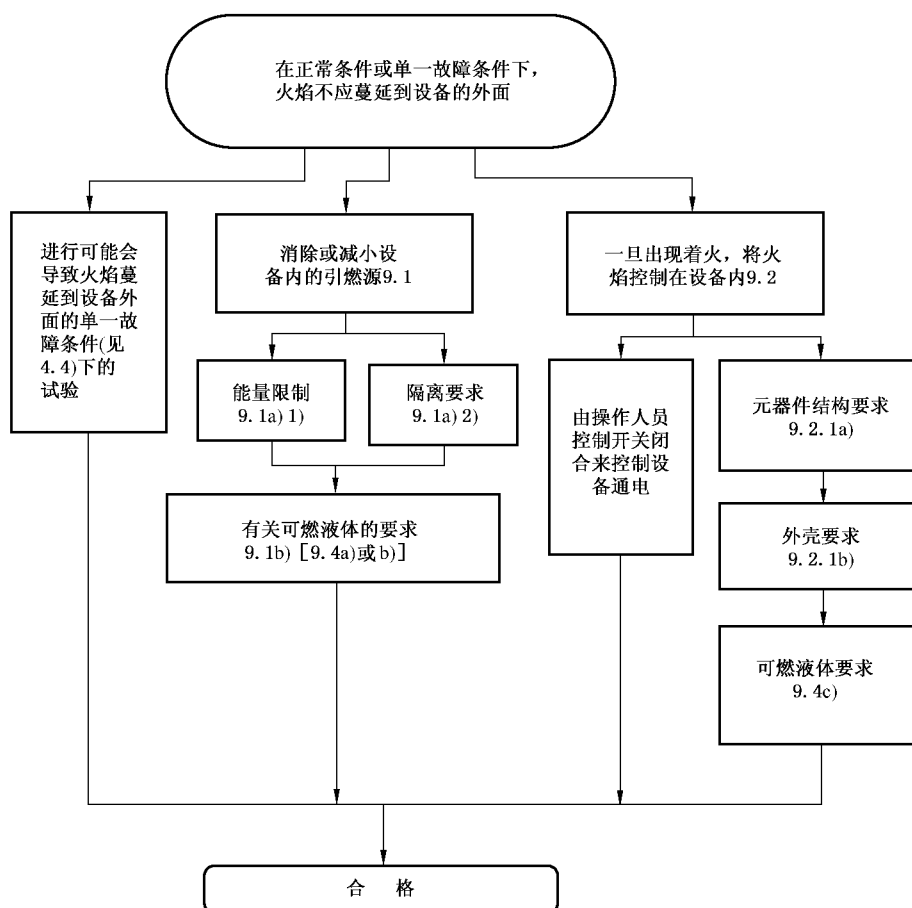 在正常条件或单一故障条件下，
火焰不应蔓延到设备的外面
进行可能会
导致火焰蔓
延到设备外
面的单一故
障条件(见
4.4)下的
试验
消除或减小设
备内的引燃源9.1
一旦出现着火，将火
焰控制在设备内9.2
能量限制
9.1a)1)
隔离要求
9.1a)2)
由操作人员
控制开关闭
合来控制设
备通电
元器件结构要求
9.2.1a)
有关可燃液体的要求
9.1b)［9.4a)或b)］
外壳要求
9.2.1b)
可燃液体要求
9.4c)
合 格